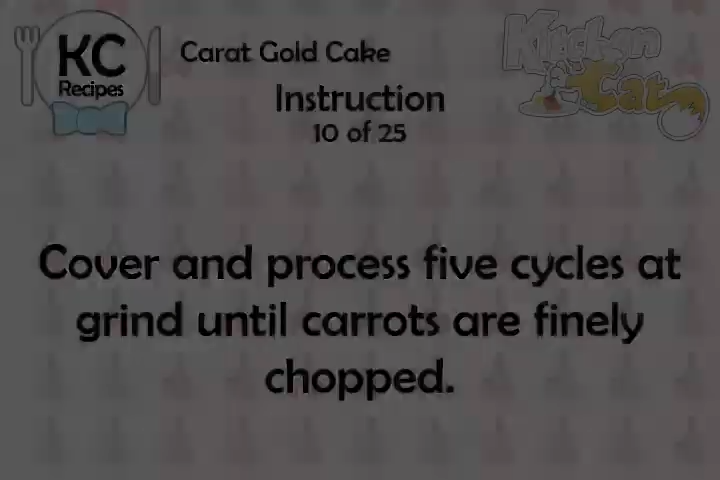 KC
Recipes
Carat Gold Cake
Instruction
10 of 25
Kitchen
Cat
Cover and process five cycles at
grind until carrots are finely
chopped.